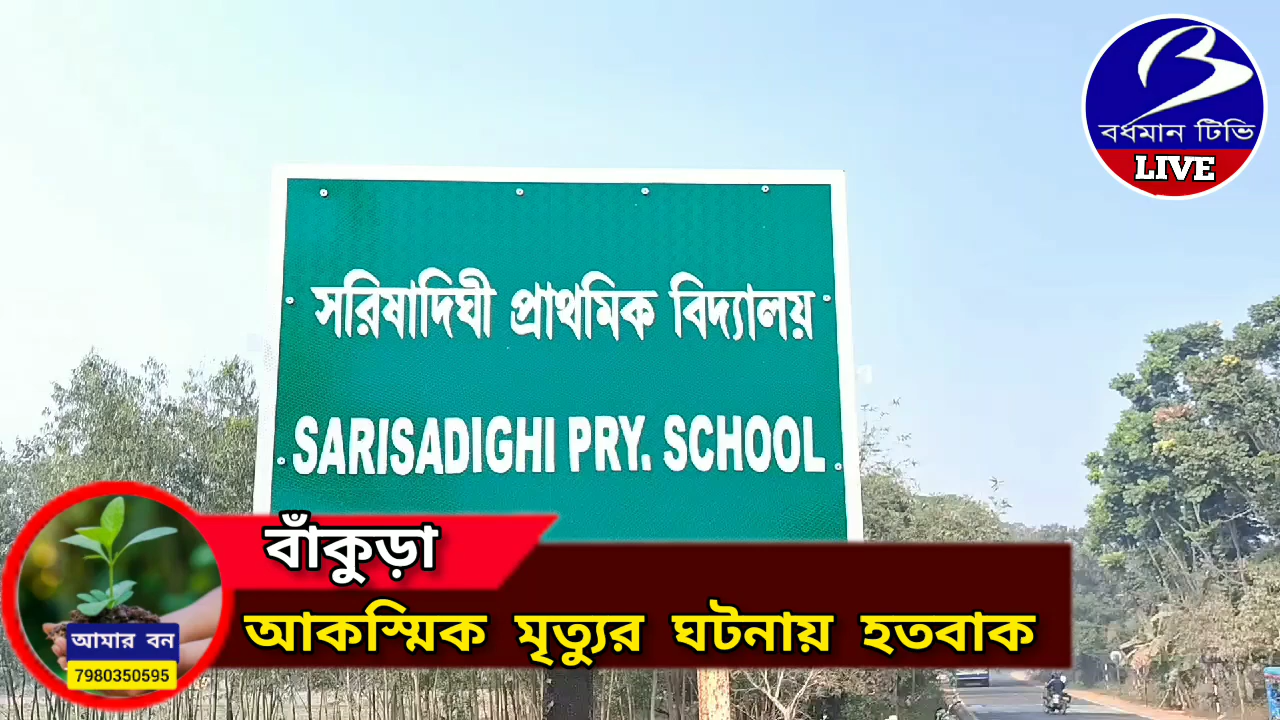 বর্ধমান টিভি
LIVE
সরিষাদিঘী প্রাথমিক বিদ্যালয়
SARISADIGHI PRY. SCHOOL
বাঁকুড়া
আকস্মিক মৃত্যুর ঘটনায় হতবাক
আমার বন
7980350595